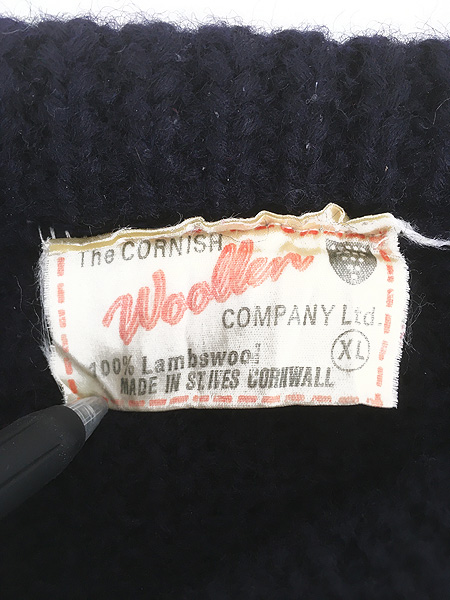 The CORNISH
Woollen
COMPANY Ltd.
100% Lambswool
XL
MADE IN ST.IVES CORNWALL